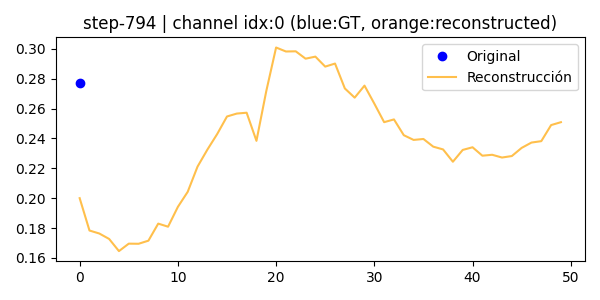 step-794 | channel idx:0 (blue:GT, orange:reconstructed)
Original
Reconstrucción
0.30
0.28
0.26
0.24
0.22
0.20
0.18
0.16
0 10 20 30 40 50